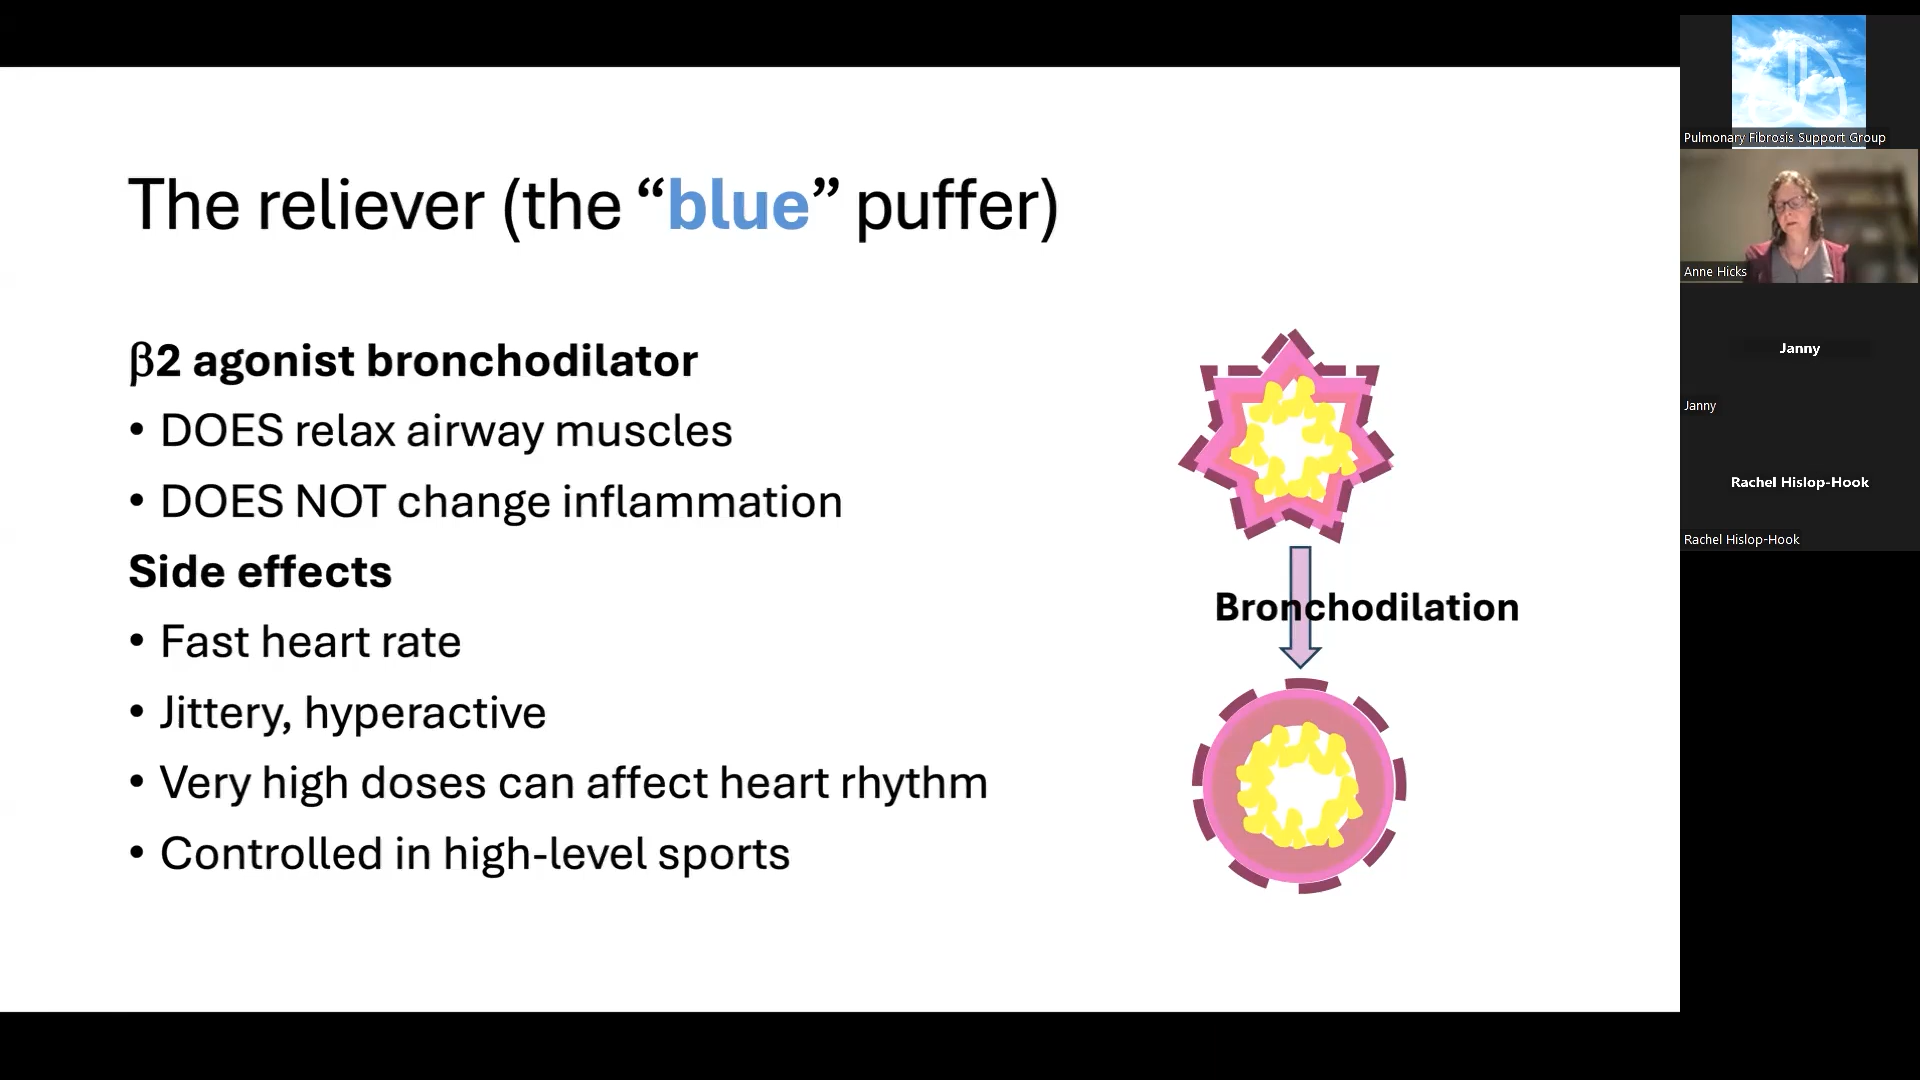 The reliever (the “blue” puffer)
β2 agonist bronchodilator
• DOES relax airway muscles
• DOES NOT change inflammation
Side effects
• Fast heart rate
• Jittery, hyperactive
• Very high doses can affect heart rhythm
• Controlled in high-level sports
Bronchodilation
Pulmonary Fibrosis Support Group
Anne Hicks
Janny
Janny
Rachel Hislop-Hook
Rachel Hislop-Hook